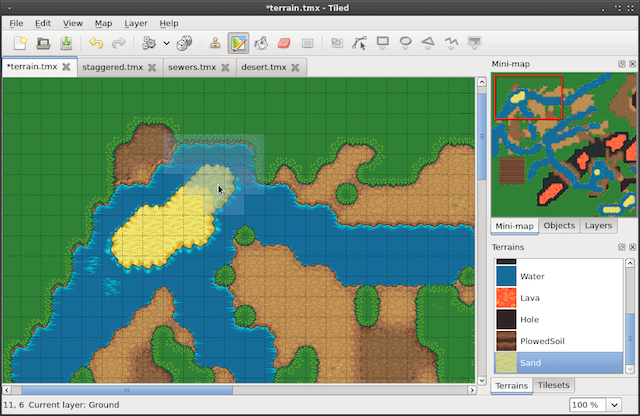 *terrain.tmx - Tiled
File Edit View Map Layer Help
*terrain.tmx staggered.tmx sewers.tmx desert.tmx
Mini-map
Mini-map Objects Layers
Terrains
Water
Lava
Hole
PlowedSoil
Sand
Terrains Tilesets
11, 6 Current layer: Ground
100 %